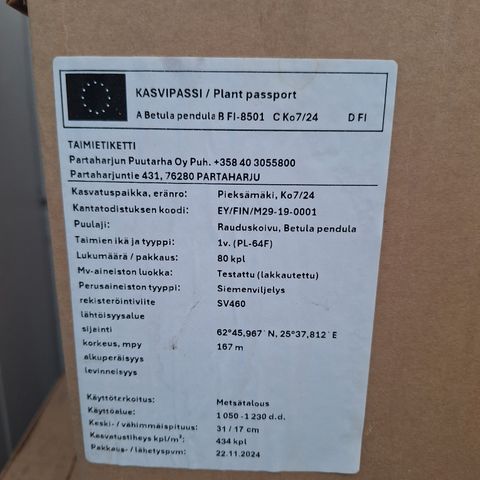 KASVIPASSI / Plant passport
A Betula pendula B FI-8501 C Ko7/24 D FI
TAIMIETIKETTI
Partaharjun Puutarha Oy Puh. +358 40 3055800
Partaharjuntie 431, 76280 PARTAHARJU
Kasvatuspaikka, eränro: Pieksämäki, Ko7/24
Kantatodistuksen koodi: EY/FIN/M29-19-0001
Puulaji: Rauduskoivu, Betula pendula
Taimien ikä ja tyyppi: 1v. (PL-64F)
Lukumäärä / pakkaus: 80 kpl
Mv-aineiston luokka: Testattu (lakkautettu)
Perusaineiston tyyppi: Siemenviljelys
rekisteröintiviite SV460
lähtöisyysalue
sijainti 62°45,967` N, 25°37,812` E
korkeus, mpy 167 m
alkuperäisyys
levinneisyys
Käyttötarkoitus: Metsätalous
Käyttöalue: 1 050 -1 230 d.d.
Keski- / vähimmäispituus: 31 / 17 cm
Kasvatustiheys kpl/m²: 434 kpl
Pakkaus- / lähetyspvm: 22.11.2024